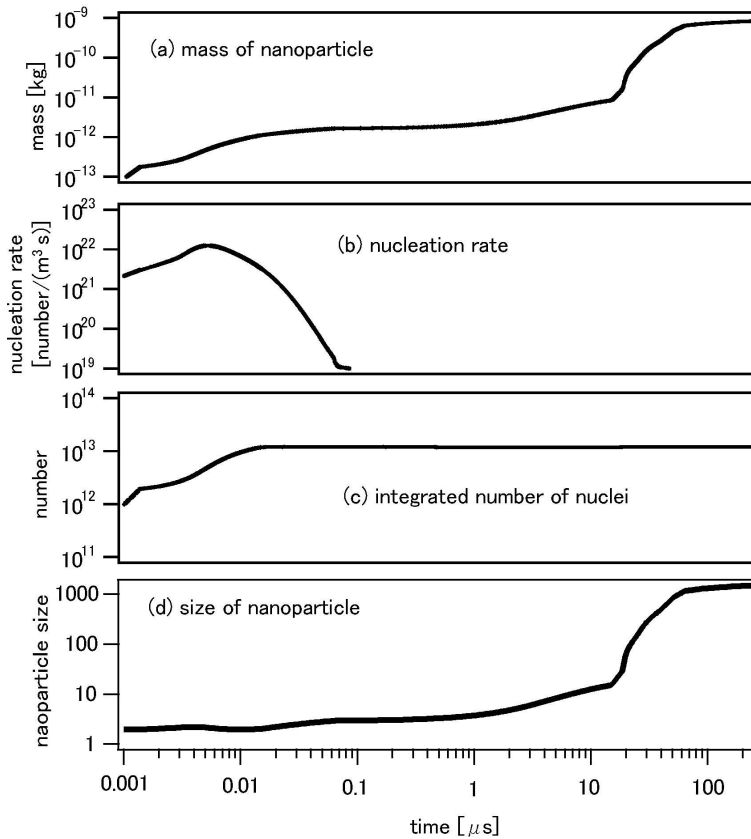 10⁻⁹
10⁻¹⁰
10⁻¹¹
10⁻¹²
10⁻¹³
mass [kg]
(a) mass of nanoparticle
10²³
10²²
10²¹
10²⁰
10¹⁹
nucleation rate
[number/(m³ s)]
(b) nucleation rate
10¹⁴
10¹³
10¹²
10¹¹
number
(c) integrated number of nuclei
1000
100
10
1
naoparticle size
(d) size of nanoparticle
0.001 0.01 0.1 1 10 100
time [μs]